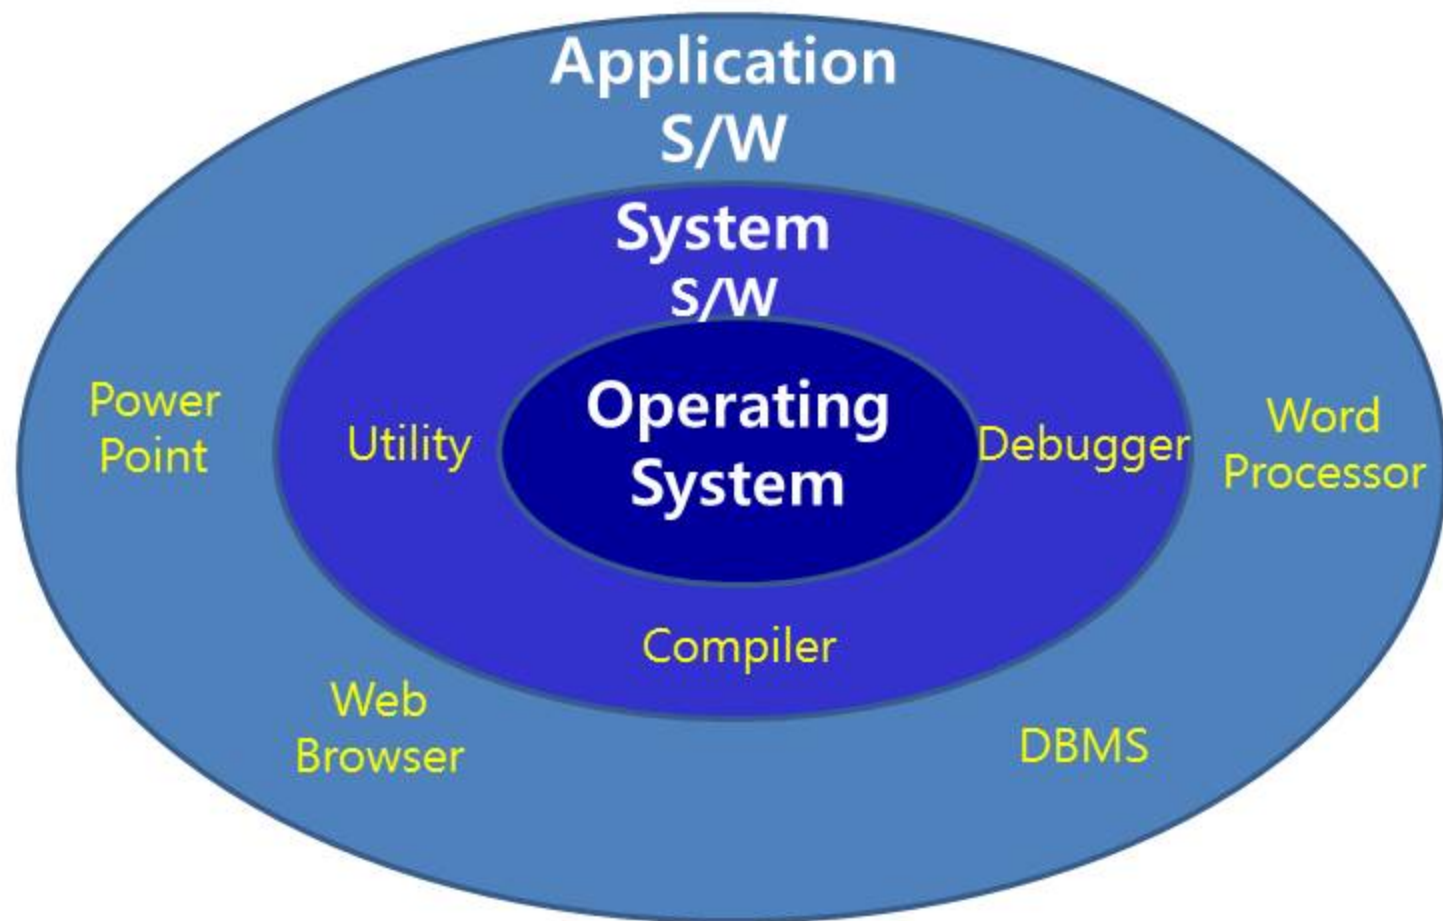 Application
S/W
System
S/W
Operating
System
Power
Point
Utility
Debugger
Word
Processor
Compiler
Web
Browser
DBMS